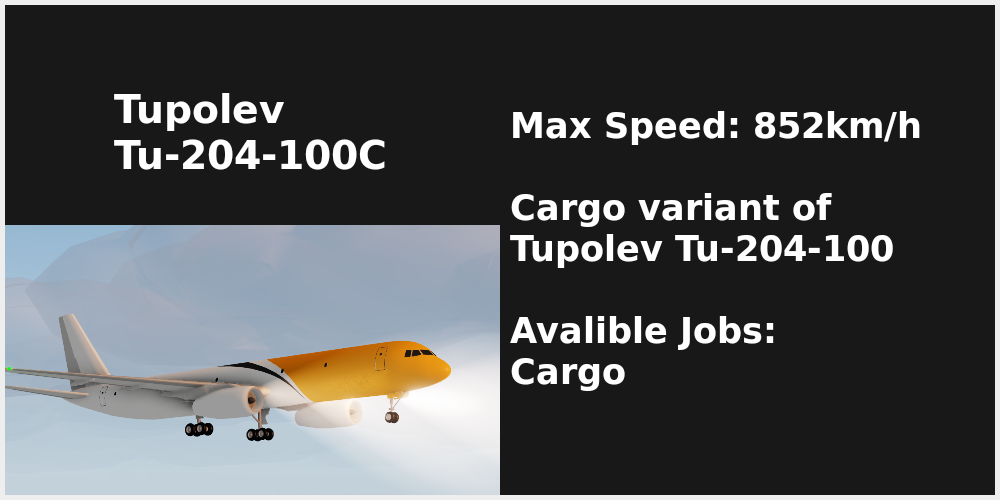 Tupolev
Tu-204-100C
Max Speed: 852km/h
Cargo variant of
Tupolev Tu-204-100
Avalible Jobs:
Cargo